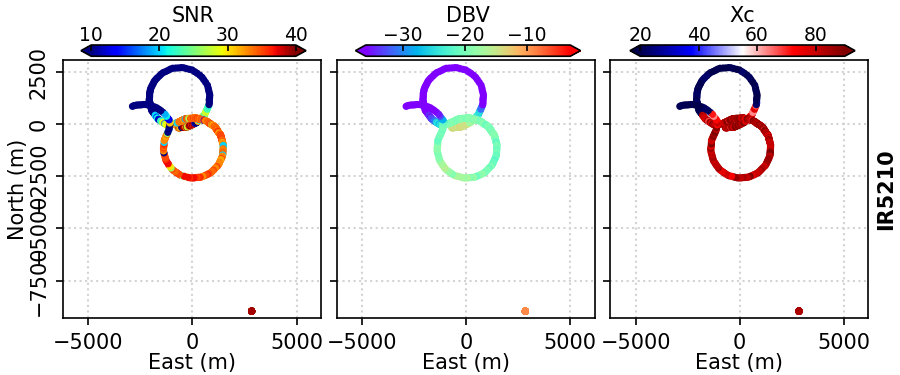 SNR DBV Xc
10 20 30 40 −30 −20 −10 20 40 60 80
2500
0
−2500
−5000
−7500
North (m)
IR5210
−5000 0 5000 −5000 0 5000 −5000 0 5000
East (m) East (m) East (m)